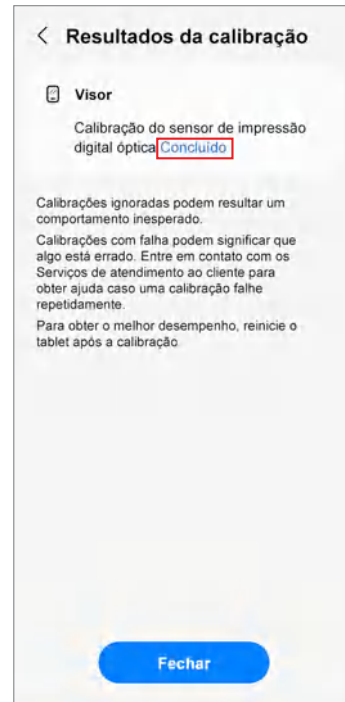 Resultados da calibração
Visor
Calibração do sensor de impressão
digital óptica Concluído
Calibrações ignoradas podem resultar um
comportamento inesperado.
Calibrações com falha podem significar que
algo está errado. Entre em contato com os
Serviços de atendimento ao cliente para
obter ajuda caso uma calibração falhe
repetidamente.
Para obter o melhor desempenho, reinicie o
tablet após a calibração
Fechar